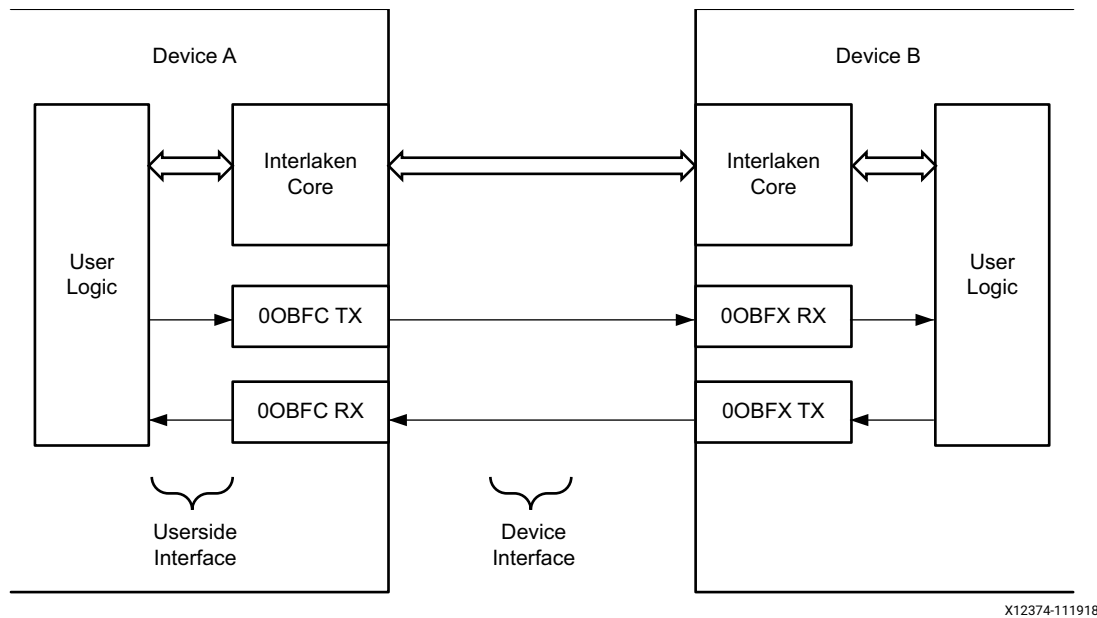 Device A
Device B
Interlaken
Core
Interlaken
Core
User
Logic
User
Logic
0OBFC TX
0OBFX RX
0OBFC RX
0OBFX TX
Userside
Interface
Device
Interface
X12374-111918